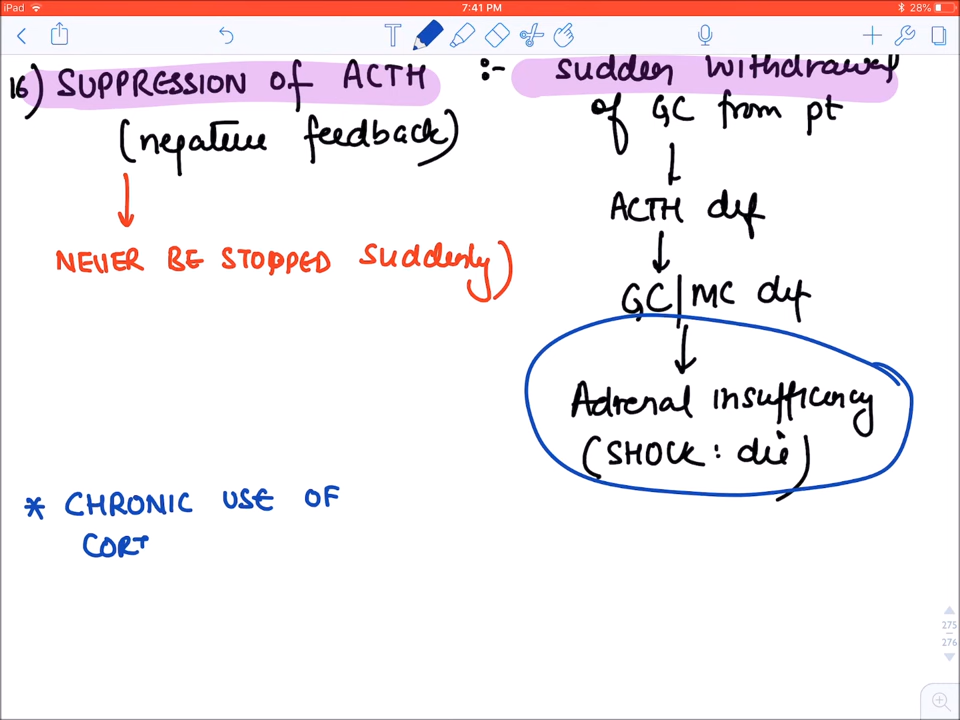 iPad
7:41 PM
28%
T
16) SUPPRESSION of ACTH :- sudden withdrawal
(negative feedback)
of GC from pt
NEVER BE STOPPED suddenly)
ACTH def
GC|MC def
Adrenal insufficiency
(SHOCK: die)
* CHRONIC USE OF
CORT
275
276